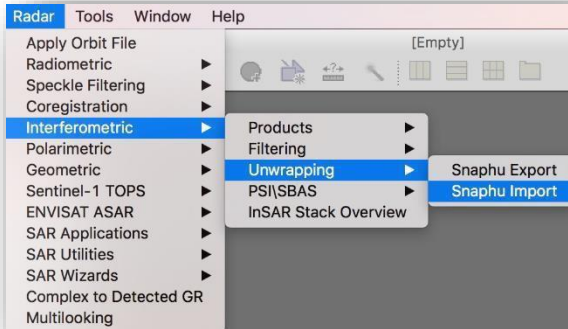 Radar Tools Window Help
[Empty]
Apply Orbit File
Radiometric
Speckle Filtering
Coregistration
Interferometric
Polarimetric
Geometric
Sentinel-1 TOPS
ENVISAT ASAR
SAR Applications
SAR Utilities
SAR Wizards
Complex to Detected GR
Multilooking
Products
Filtering
Unwrapping
PSI\SBAS
InSAR Stack Overview
Snaphu Export
Snaphu Import